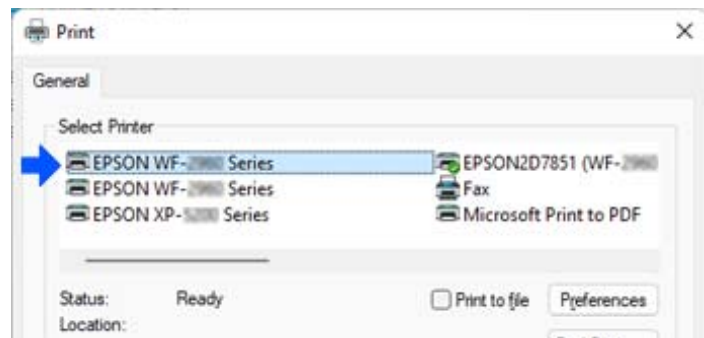 Print
General
Select Printer
EPSON WF- Series
EPSON2D7851 (WF-
EPSON WF- Series
Fax
EPSON XP- Series
Microsoft Print to PDF
Status: Ready
Print to file
Preferences
Location: